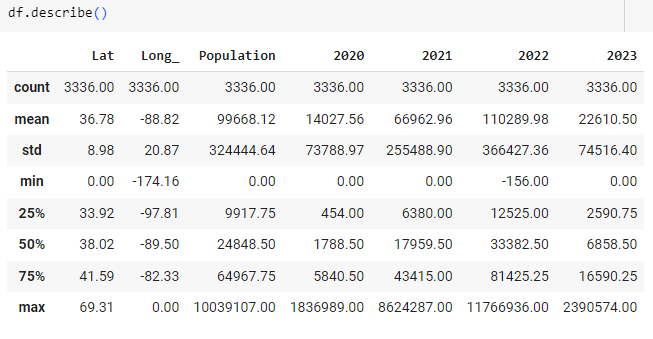 df.describe()
Lat Long_ Population 2020 2021 2022 2023
count 3336.00 3336.00 3336.00 3336.00 3336.00 3336.00 3336.00
mean 36.78 -88.82 99668.12 14027.56 66962.96 110289.98 22610.50
std 8.98 20.87 324444.64 73788.97 255488.90 366427.36 74516.40
min 0.00 -174.16 0.00 0.00 0.00 -156.00 0.00
25% 33.92 -97.81 9917.75 454.00 6380.00 12525.00 2590.75
50% 38.02 -89.50 24848.50 1788.50 17959.50 33382.50 6858.50
75% 41.59 -82.33 64967.75 5840.50 43415.00 81425.25 16590.25
max 69.31 0.00 10039107.00 1836989.00 8624287.00 11766936.00 2390574.00